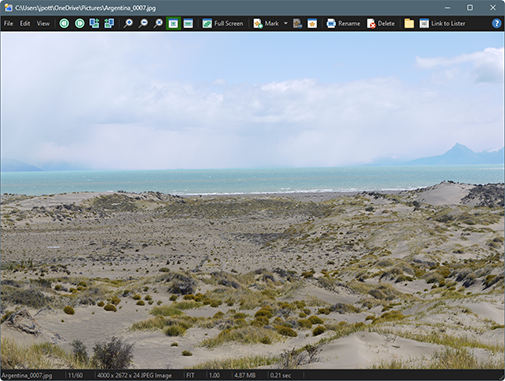 C:\Users\jpott\OneDrive\Pictures\Argentina_0007.jpg
File Edit View Full Screen Mark Rename Delete Link to Lister
Argentina_0007.jpg 11/60 4000 x 2672 x 24 JPEG Image FIT 1.00 4.87 MB 0.21 sec